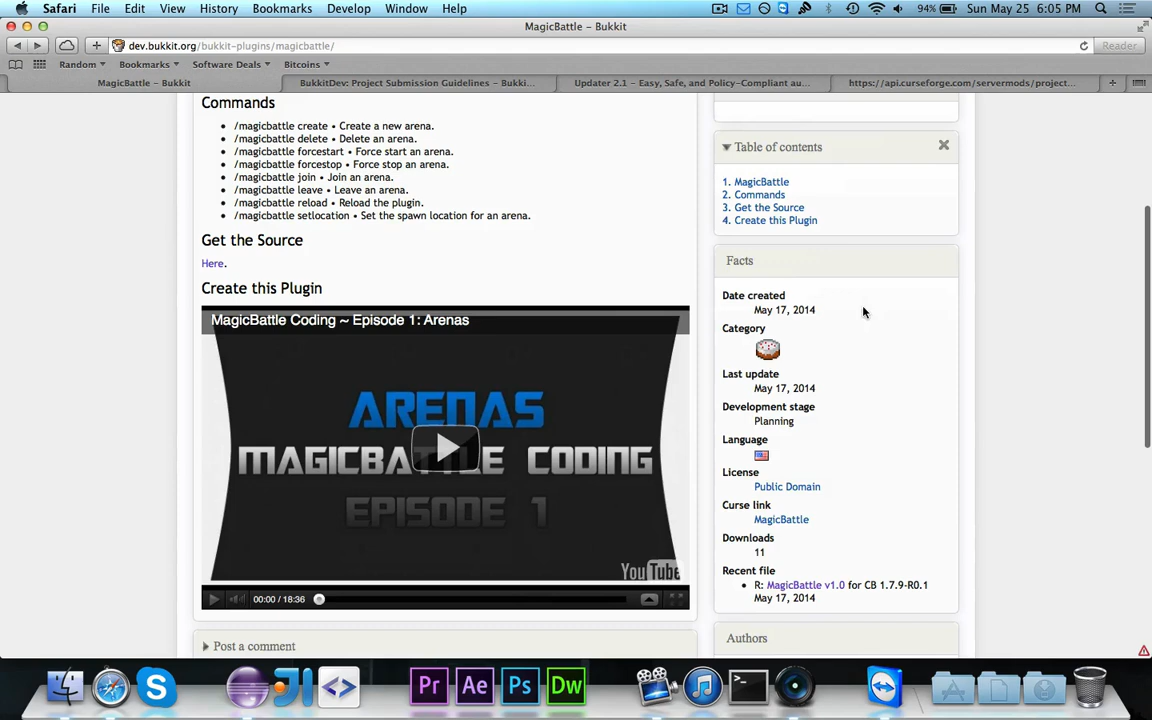 Safari File Edit View History Bookmarks Develop Window Help 94% Sun May 25 6:05 PM
MagicBattle – Bukkit
dev.bukkit.org/bukkit-plugins/magicbattle/ Reader
Random Bookmarks Software Deals Bitcoins
MagicBattle – Bukkit BukkitDev: Project Submission Guidelines – Bukki... Updater 2.1 – Easy, Safe, and Policy-Compliant au... https://api.curseforge.com/servermods/project...
Commands
• /magicbattle create • Create a new arena.
• /magicbattle delete • Delete an arena.
• /magicbattle forcestart • Force start an arena.
• /magicbattle forcestop • Force stop an arena.
• /magicbattle join • Join an arena.
• /magicbattle leave • Leave an arena.
• /magicbattle reload • Reload the plugin.
• /magicbattle setlocation • Set the spawn location for an arena.
Get the Source
Here.
Create this Plugin
MagicBattle Coding ~ Episode 1: Arenas
ARENAS
MAGICBATTLE CODING
EPISODE 1
YouTube
00:00 / 18:36
Post a comment
Table of contents
1. MagicBattle
2. Commands
3. Get the Source
4. Create this Plugin
Facts
Date created
May 17, 2014
Category
Last update
May 17, 2014
Development stage
Planning
Language
License
Public Domain
Curse link
MagicBattle
Downloads
11
Recent file
• R: MagicBattle v1.0 for CB 1.7.9-R0.1
May 17, 2014
Authors
Pr Ae Ps Dw